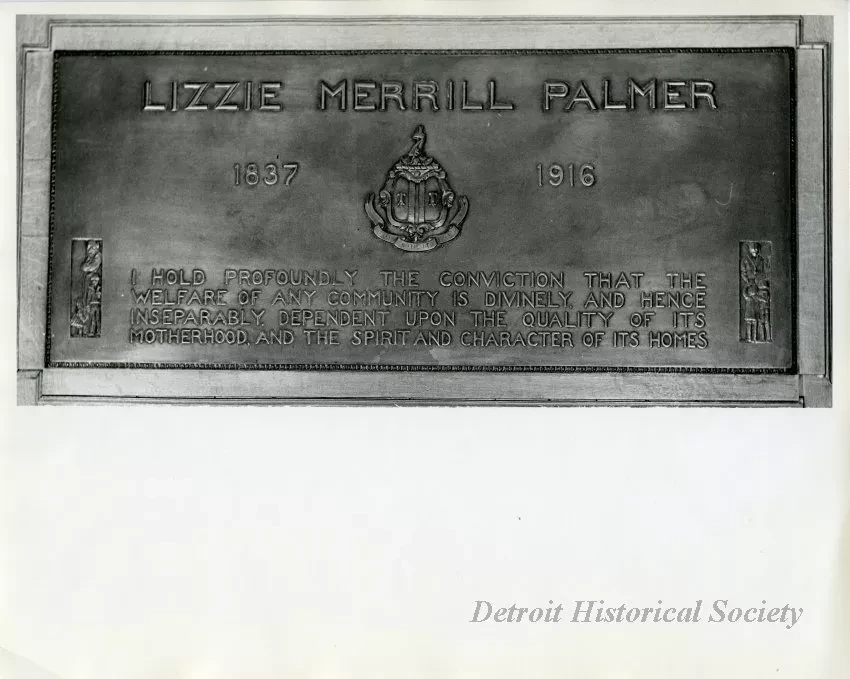 LIZZIE MERRILL PALMER
1837 1916
I HOLD PROFOUNDLY THE CONVICTION THAT THE
WELFARE OF ANY COMMUNITY IS DIVINELY, AND HENCE
INSEPARABLY, DEPENDENT UPON THE QUALITY OF ITS
MOTHERHOOD, AND THE SPIRIT AND CHARACTER OF ITS HOMES
Detroit Historical Society